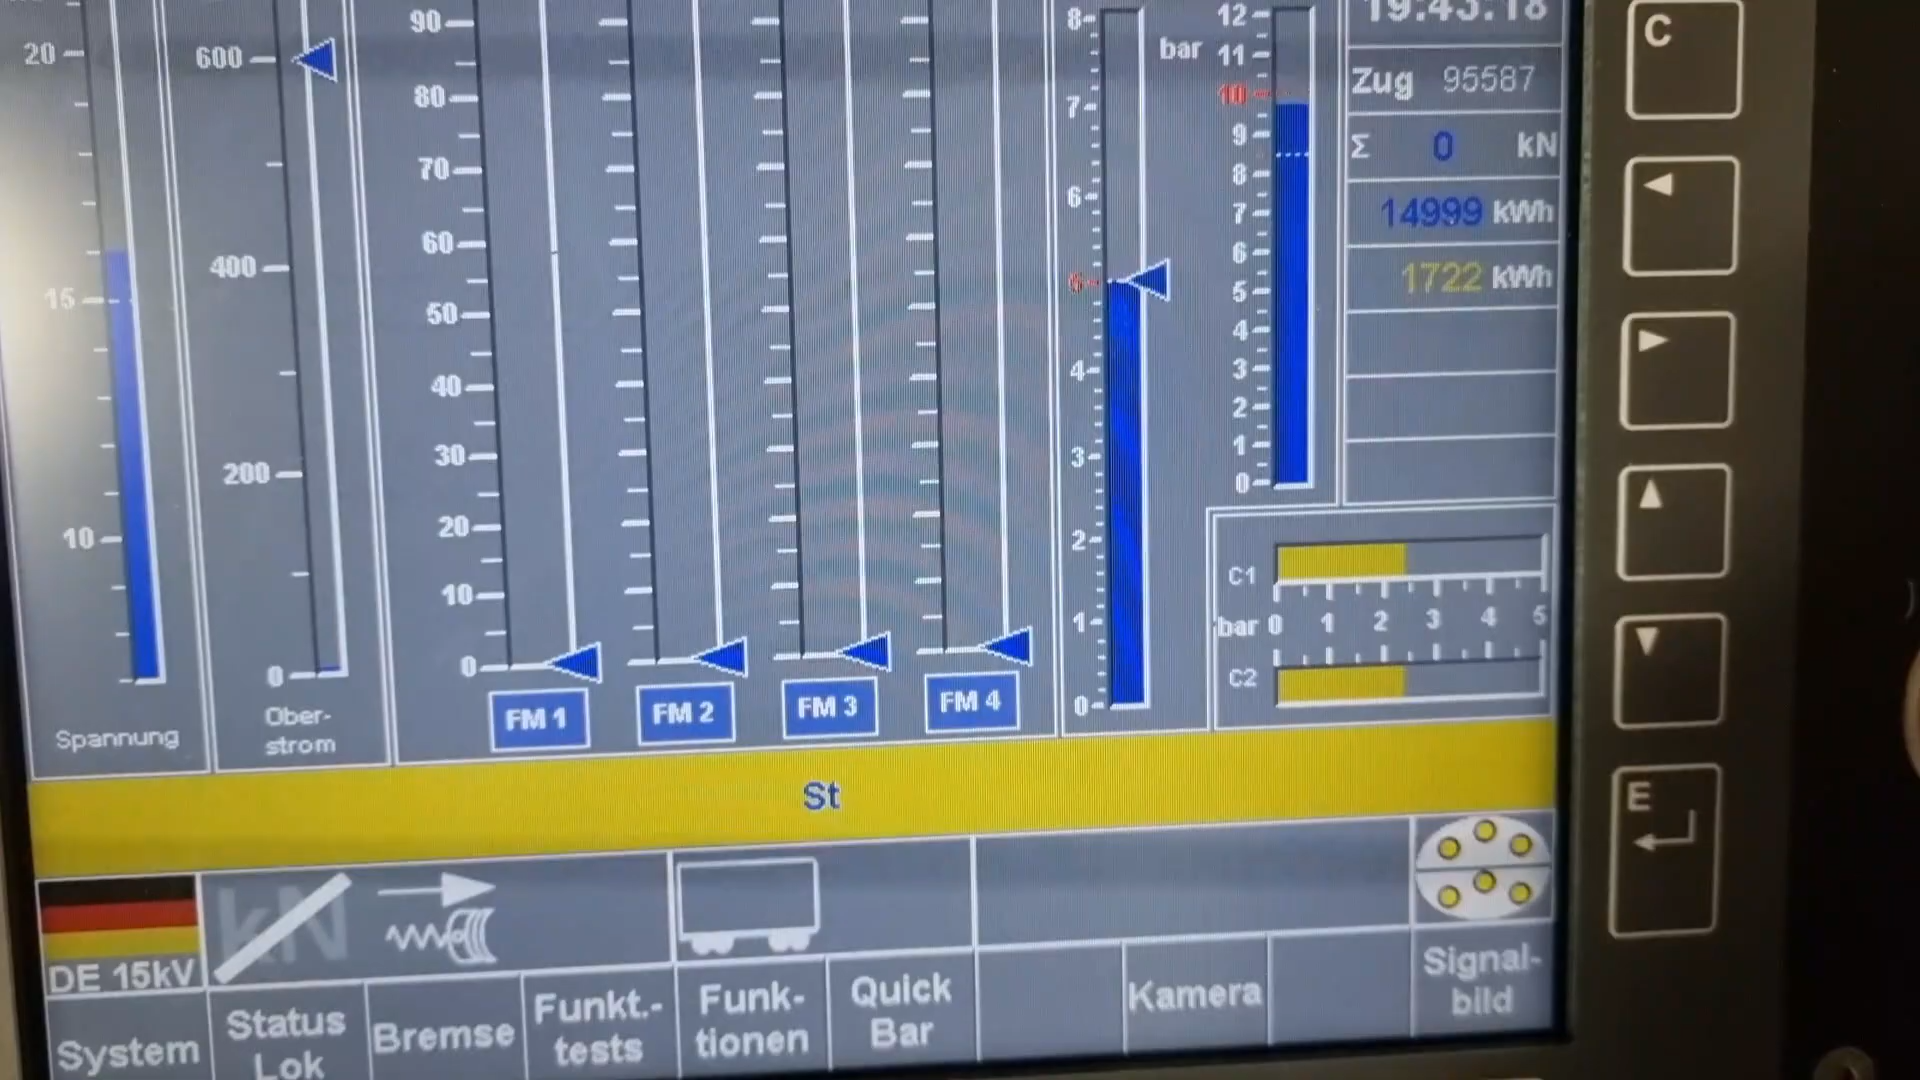 19:43:18
Zug 95587
Σ 0 kN
14999 kWh
1722 kWh
20
15
10
Spannung
600
400
200
0
Ober-
strom
90
80
70
60
50
40
30
20
10
0
FM 1
FM 2
FM 3
FM 4
8
7
6
5
4
3
2
1
0
bar
12
11
10
9
8
7
6
5
4
3
2
1
0
C1
bar 0 1 2 3 4 5
C2
St
DE 15kV
kN
System
Status
Lok
Bremse
Funkt.-
tests
Funk-
tionen
Quick
Bar
Kamera
Signal-
bild
C
E